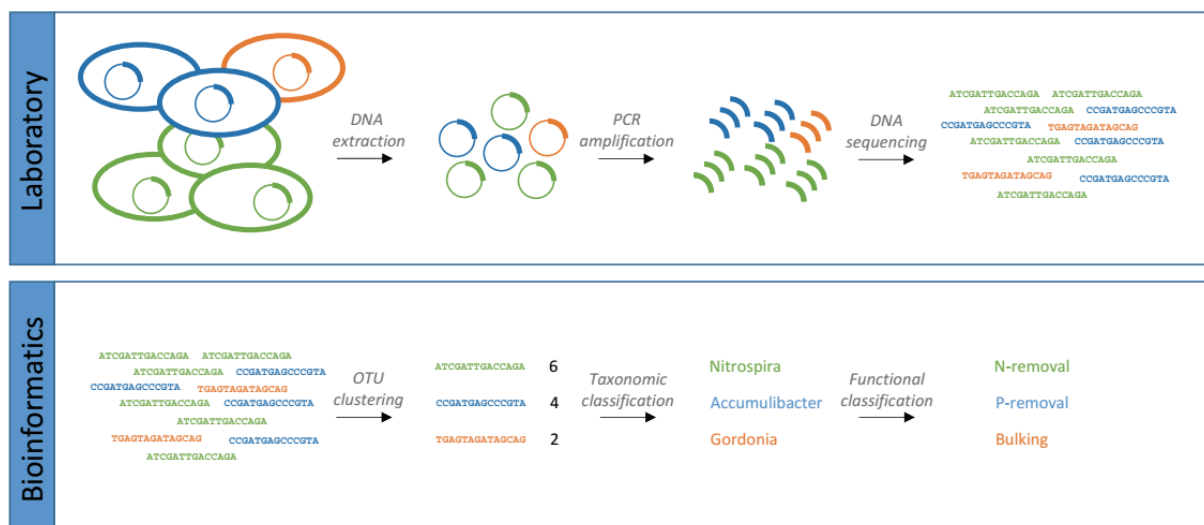 Laboratory
DNA
extraction
PCR
amplification
DNA
sequencing
ATCGATTGACCAGA ATCGATTGACCAGA
ATCGATTGACCAGA CCGATGAGCCCGTA
CCGATGAGCCCGTA TGAGTAGATAGCAG
ATCGATTGACCAGA CCGATGAGCCCGTA
ATCGATTGACCAGA
TGAGTAGATAGCAG CCGATGAGCCCGTA
ATCGATTGACCAGA
Bioinformatics
ATCGATTGACCAGA ATCGATTGACCAGA
ATCGATTGACCAGA CCGATGAGCCCGTA
CCGATGAGCCCGTA TGAGTAGATAGCAG
ATCGATTGACCAGA CCGATGAGCCCGTA
ATCGATTGACCAGA
TGAGTAGATAGCAG CCGATGAGCCCGTA
ATCGATTGACCAGA
OTU
clustering
ATCGATTGACCAGA 6
CCGATGAGCCCGTA 4
TGAGTAGATAGCAG 2
Taxonomic
classification
Nitrospira
Accumulibacter
Gordonia
Functional
classification
N-removal
P-removal
Bulking